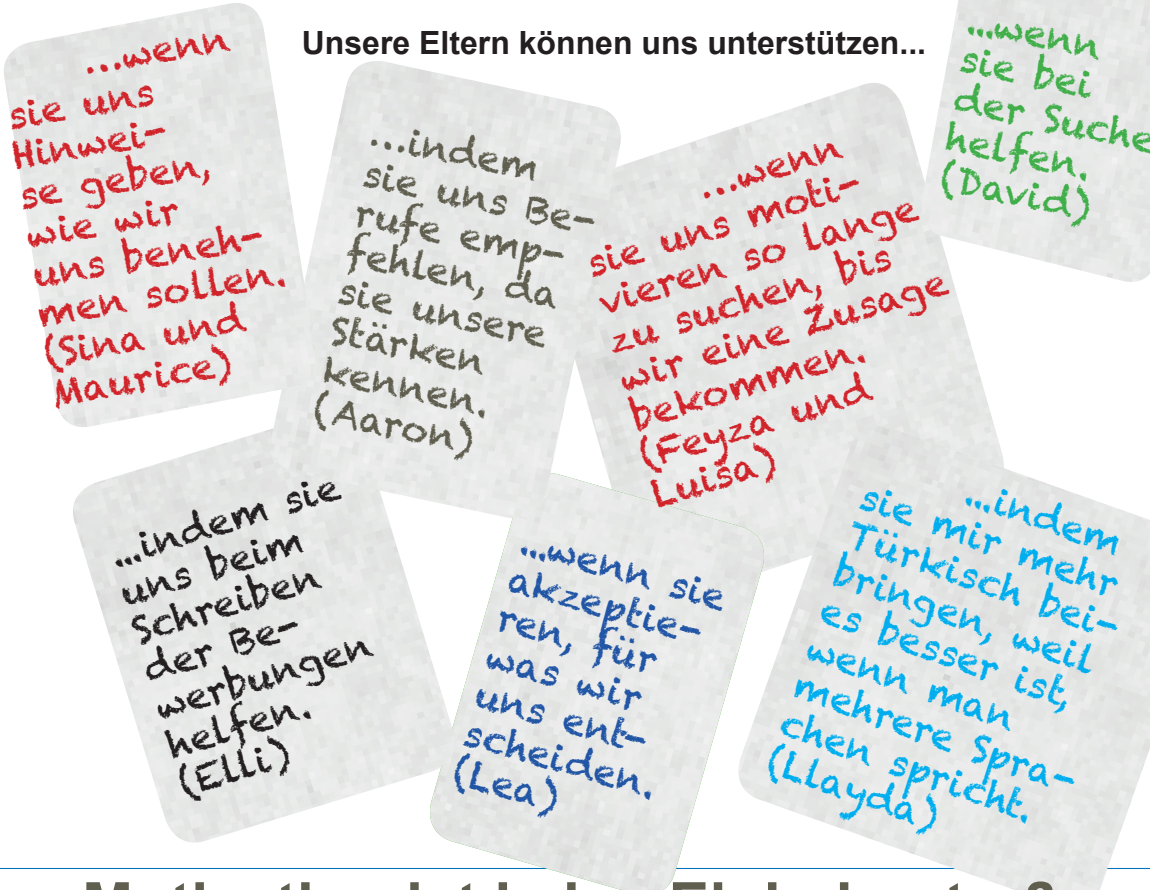 Unsere Eltern können uns unterstützen...
...wenn
sie uns
Hinwei-
se geben,
wie wir
uns beneh-
men sollen.
(Sina und
Maurice)
...indem
sie uns Be-
rufe emp-
fehlen, da
sie unsere
Stärken
kennen.
(Aaron)
...wenn
sie uns moti-
vieren so lange
zu suchen, bis
wir eine Zusage
bekommen.
(Feyza und
Luisa)
...wenn
sie bei
der Suche
helfen.
(David)
...indem sie
uns beim
Schreiben
der Be-
werbungen
helfen.
(Elli)
...wenn sie
akzeptie-
ren, für
was wir
uns ent-
scheiden.
(Lea)
...indem
sie mir mehr
Türkisch bei-
bringen, weil
es besser ist,
wenn man
mehrere Spra-
chen spricht.
(Llayda)